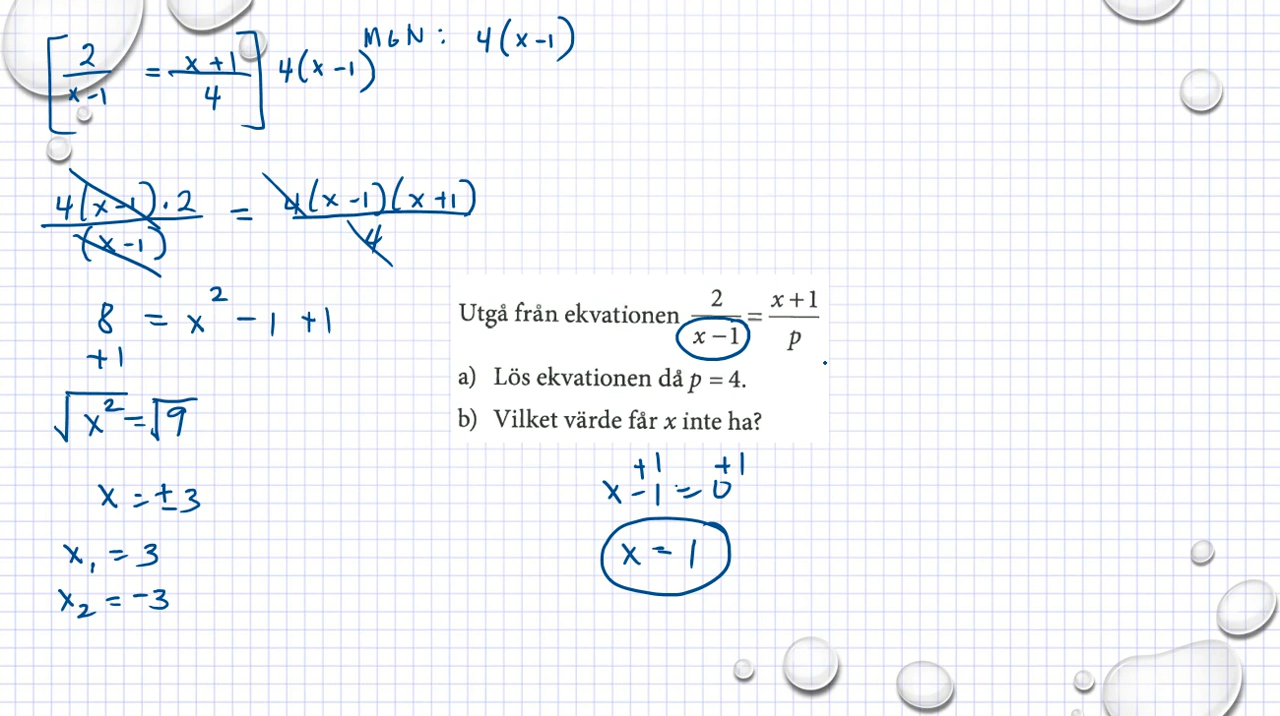 [2/(x-1) = (x+1)/4] 4(x-1)
MGN: 4(x-1)
4(x-1)·2/(x-1) = 4(x-1)(x+1)/4
8 = x² - 1 + 1
+1
√x² = √9
x = ±3
x₁ = 3
x₂ = -3
Utgå från ekvationen 2/(x-1) = (x+1)/p
a) Lös ekvationen då p = 4.
b) Vilket värde får x inte ha?
+1 +1
x - 1 = 0
x = 1